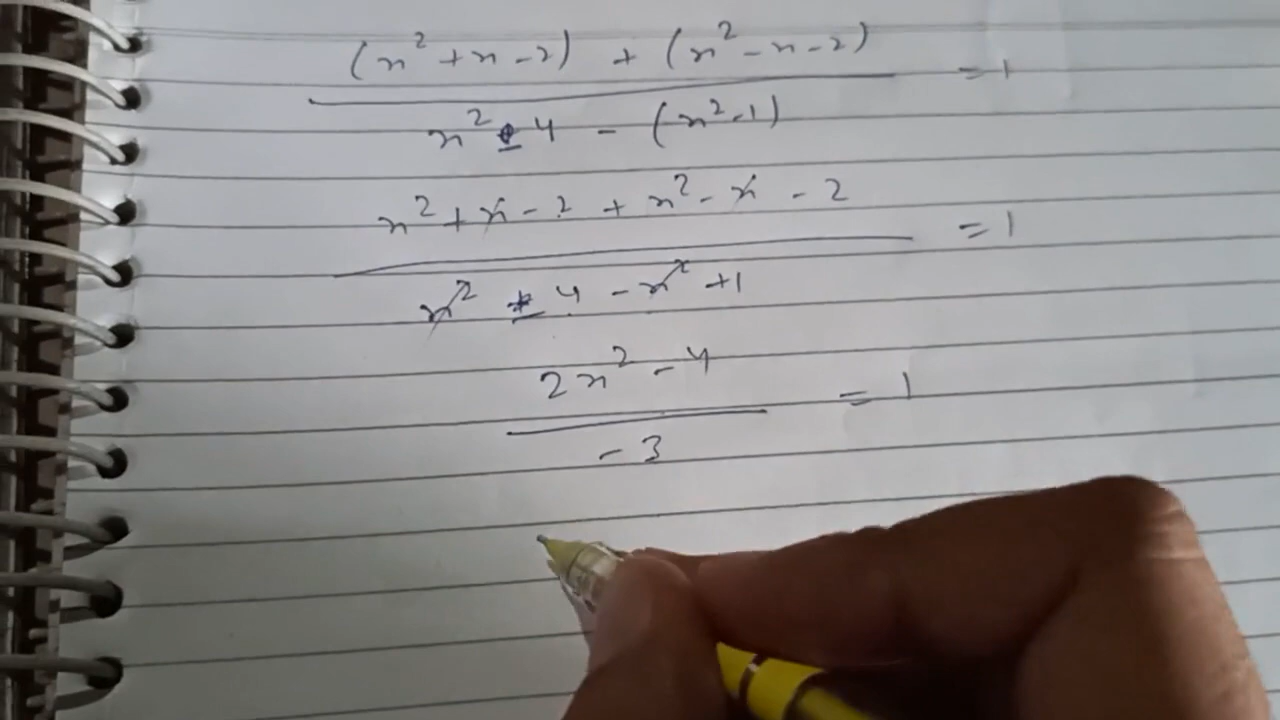 (x² + x - 2) + (x² - x - 2) = 1
x² - 4 - (x² - 1)
x² + x - 2 + x² - x - 2 = 1
x² - 4 - x² + 1
2x² - 4 = 1
- 3